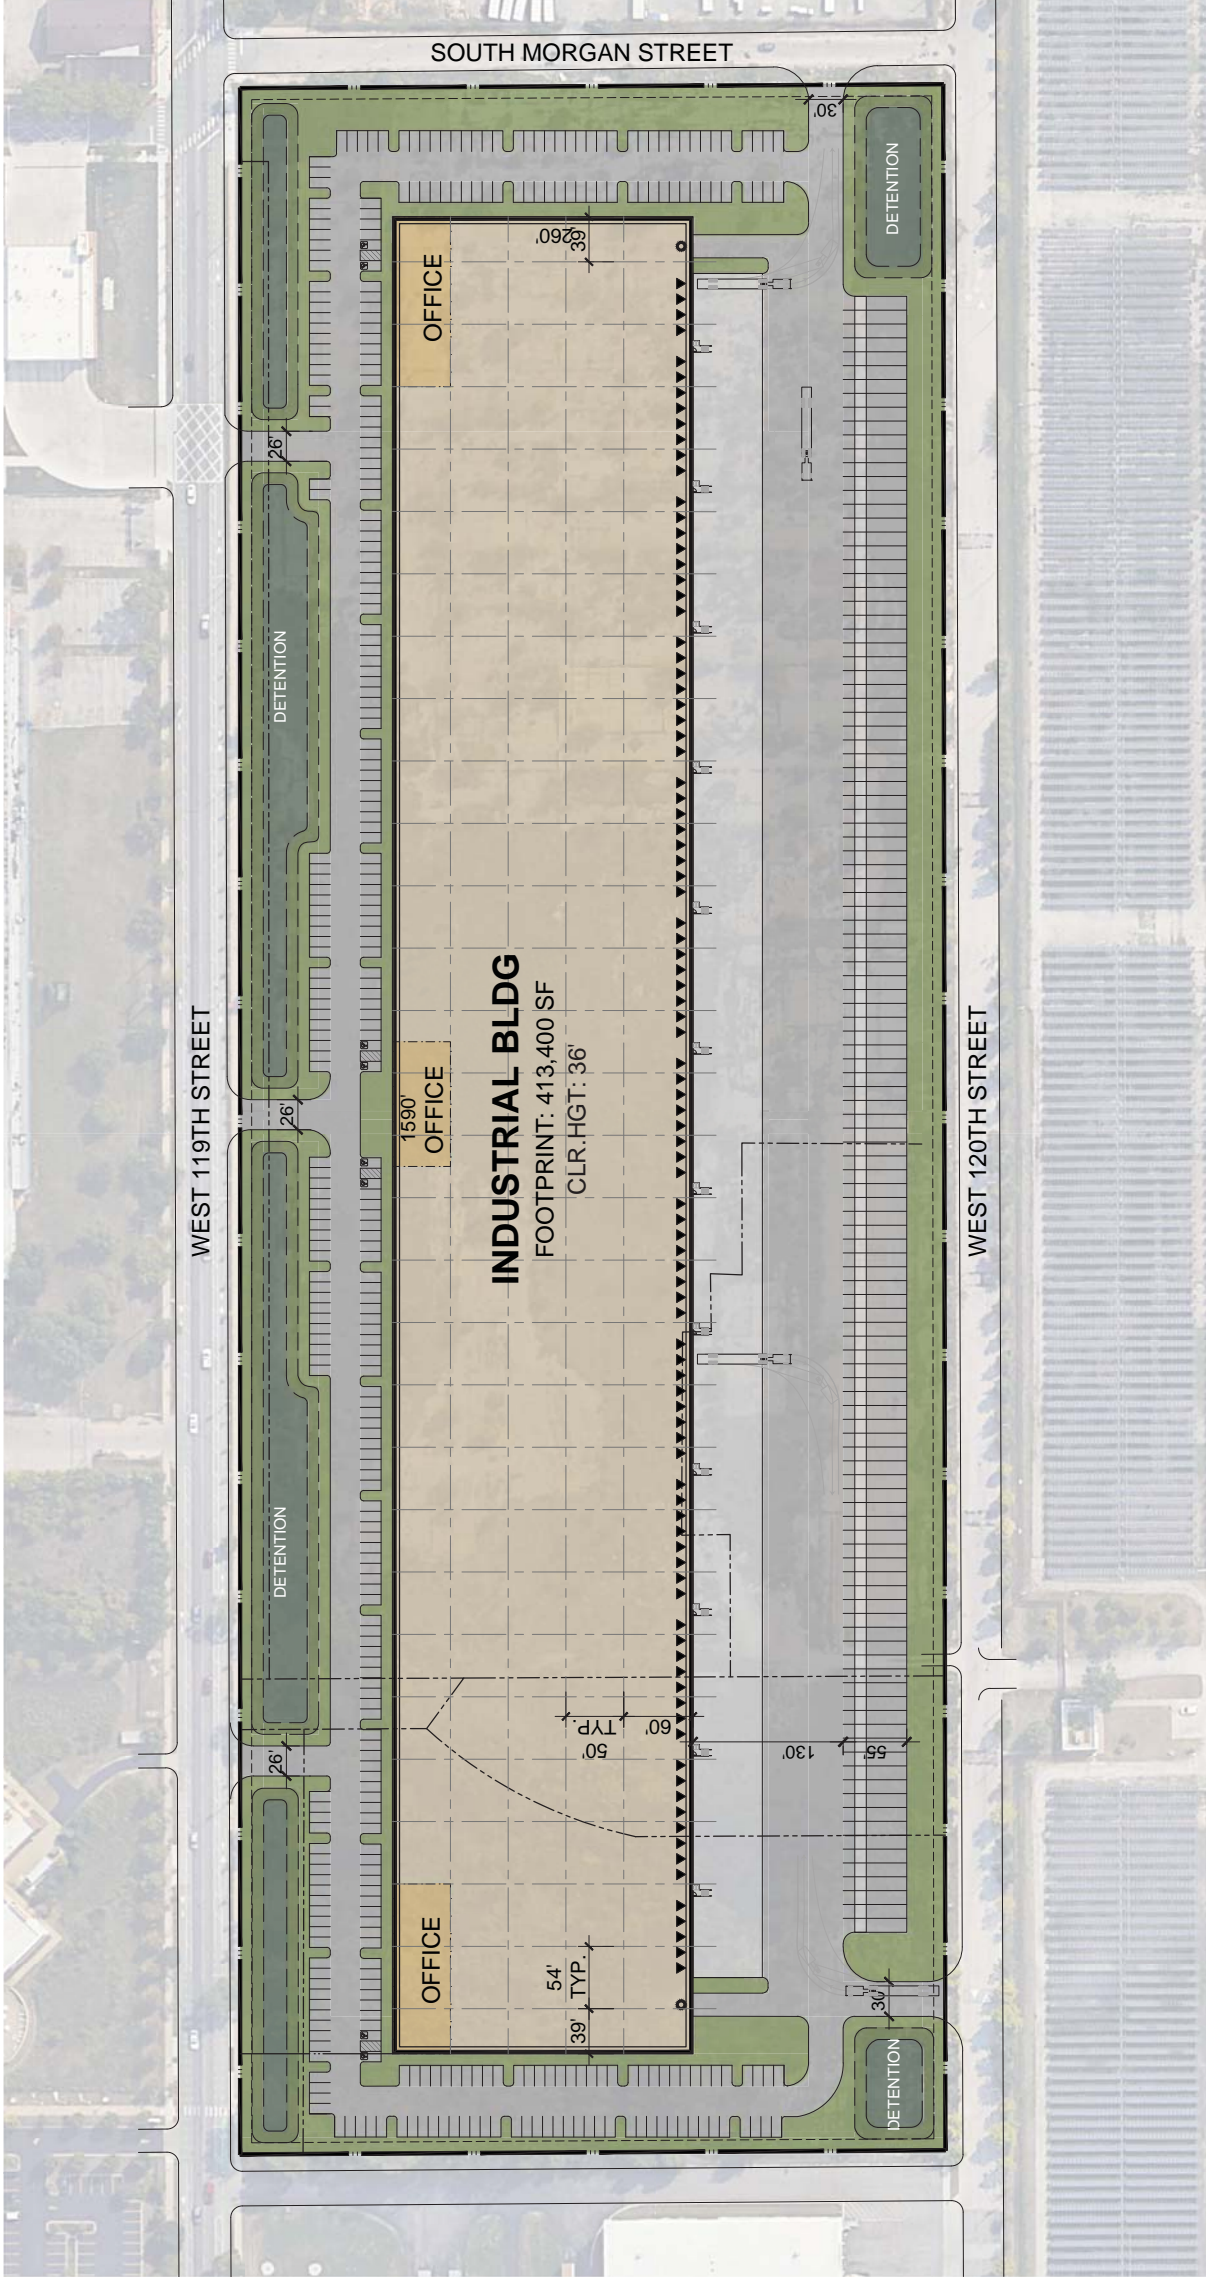 SOUTH MORGAN STREET
30'
DETENTION
260'
39'
OFFICE
26'
DETENTION
WEST 119TH STREET
26'
1590'
OFFICE
INDUSTRIAL BLDG
FOOTPRINT: 413,400 SF
CLR.HGT: 36'
WEST 120TH STREET
DETENTION
26'
50'
TYP.
60'
130'
55'
OFFICE
54'
TYP.
39'
30'
DETENTION